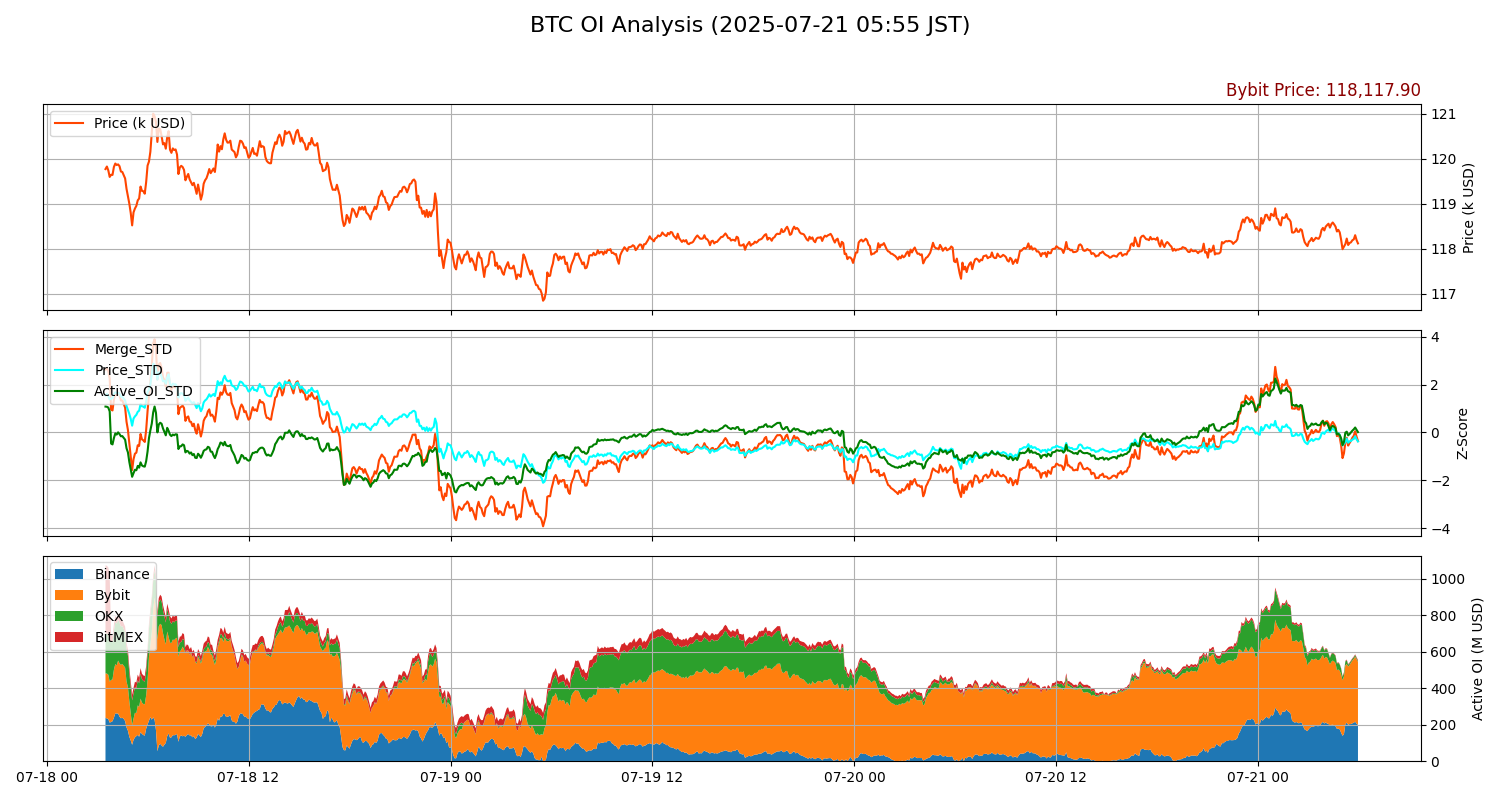 BTC OI Analysis (2025-07-21 05:55 JST)
Bybit Price: 118,117.90
Price (k USD)
121
120
119
118
117
Price (k USD)
Merge_STD
Price_STD
Active_OI_STD
4
2
0
−2
−4
Z-Score
Binance
Bybit
OKX
BitMEX
1000
800
600
400
200
0
Active OI (M USD)
07-18 00
07-18 12
07-19 00
07-19 12
07-20 00
07-20 12
07-21 00